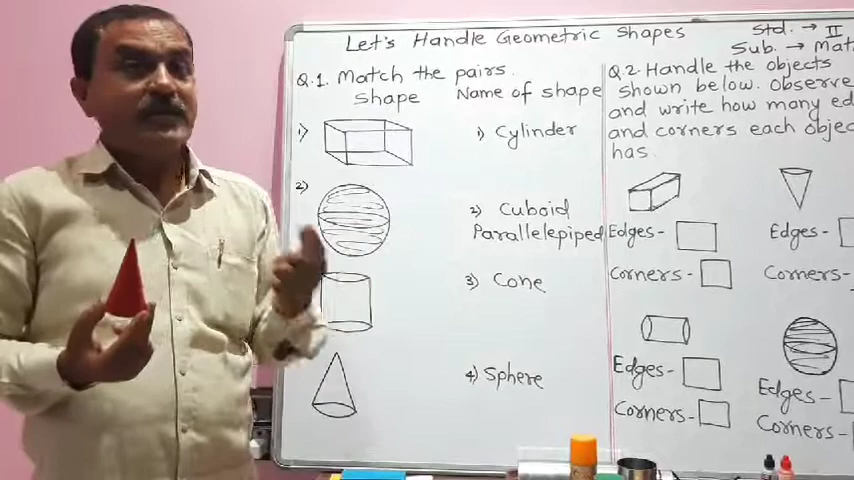 Let's Handle Geometric Shapes
Std. → II
Sub. → Mat
Q.1. Match the pairs.
Shape Name of shape
1) 1) Cylinder
2) 2) Cuboid
Parallelepiped
3) Cone
4) Sphere
Q.2. Handle the objects
shown below. Observe
and write how many ed
and corners each object
has.
Edges -
Edges -
Corners -
Corners -
Edges -
Edges -
Corners -
Corners -